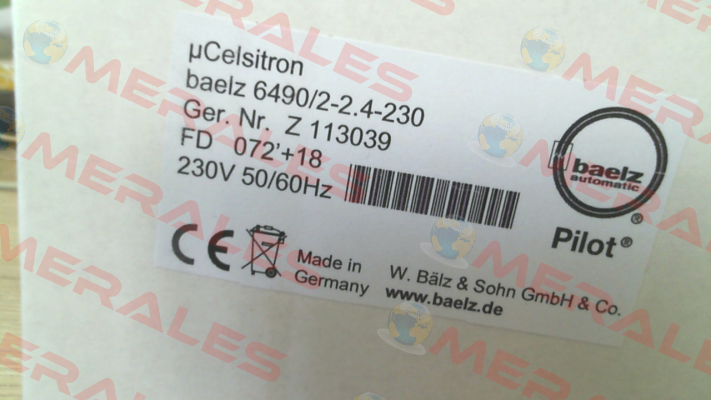 µCelsitron
baelz 6490/2-2.4-230
Ger. Nr. Z 113039
FD 072'+18
230V 50/60Hz
baelz
automatic
®
Pilot®
CE
Made in
Germany
W. Bälz & Sohn GmbH & Co.
www.baelz.de
MERALES
MERALES
MERALES
MERALES
MERALES
MERALES